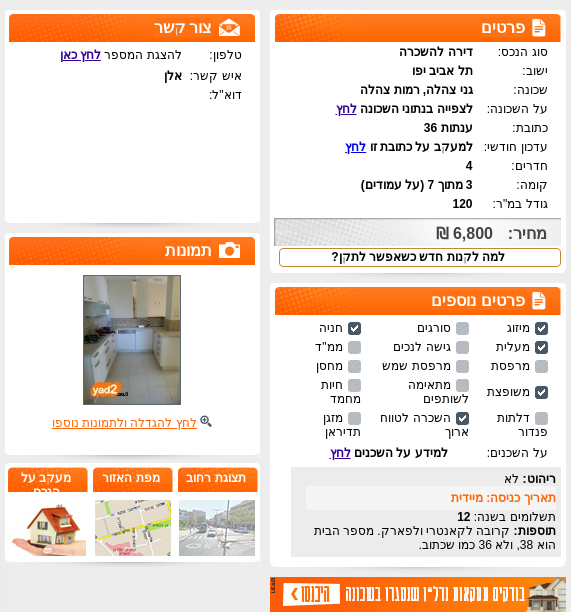 פרטים
סוג הנכס: דירה להשכרה
ישוב: תל אביב יפו
שכונה: גני צהלה, רמות צהלה
על השכונה: לצפייה בנתוני השכונה לחץ
כתובת: ענתות 36
עדכון חודשי: למעקב על כתובת זו לחץ
חדרים: 4
קומה: 3 מתוך 7 (על עמודים)
גודל במ"ר: 120
מחיר: 6,800 ₪
למה לקנות חדש כשאפשר לתקן?
פרטים נוספים
מיזוג סורגים חניה
מעלית גישה לנכים ממ"ד
מרפסת מרפסת שמש מחסן
משופצת מתאימה לשותפים חיות מחמד
דלתות פנדור השכרה לטווח ארוך מזגן תדיראן
על השכנים: למידע על השכנים לחץ
ריהוט: לא
תאריך כניסה: מיידית
תשלומים בשנה: 12
תוספות: קרובה לקאנטרי ולפארק. מספר הבית
הוא 38, ולא 36 כמו שכתוב.
בודקים עסקאות נדל"ן שנסגרו בשכונה
היכנסו
צור קשר
טלפון: להצגת המספר לחץ כאן
איש קשר: אלן
דוא"ל:
תמונות
yad2
לחץ להגדלה ולתמונות נוספו
תצוגת רחוב
מפת האזור
מעקב על
הנכס